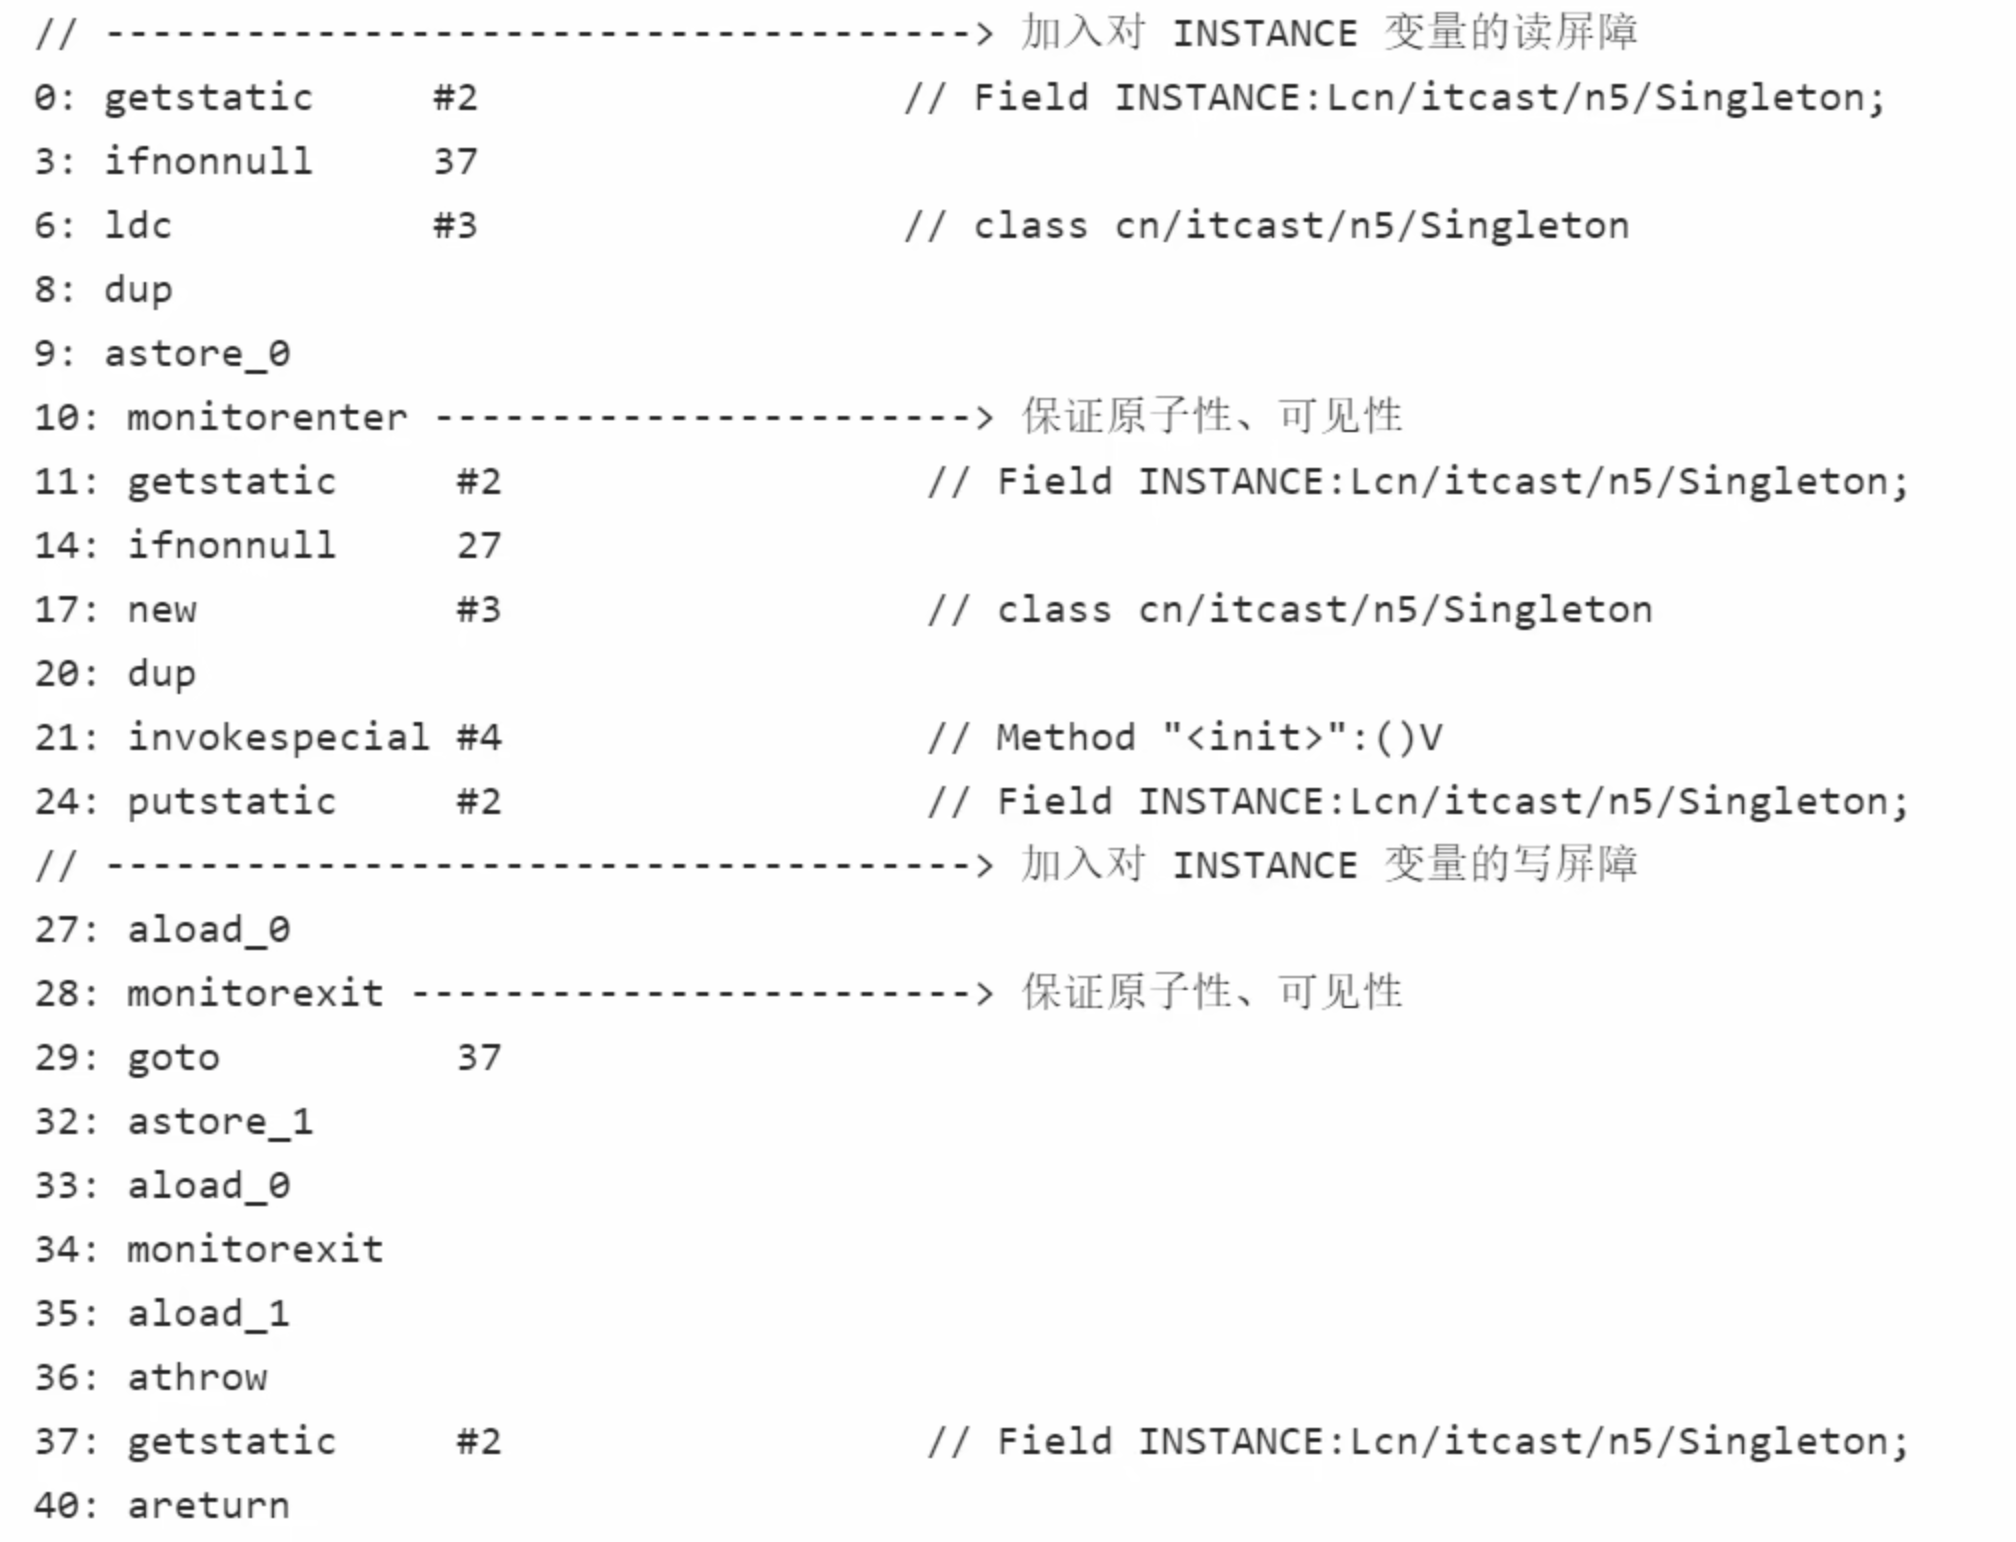 // -------------------------------------> 加入对 INSTANCE 变量的读屏障
0: getstatic     #2                  // Field INSTANCE:Lcn/itcast/n5/Singleton;
3: ifnonnull     37
6: ldc           #3                  // class cn/itcast/n5/Singleton
8: dup
9: astore_0
10: monitorenter -----------------------> 保证原子性、可见性
11: getstatic     #2                  // Field INSTANCE:Lcn/itcast/n5/Singleton;
14: ifnonnull     27
17: new           #3                  // class cn/itcast/n5/Singleton
20: dup
21: invokespecial #4                  // Method "<init>":()V
24: putstatic     #2                  // Field INSTANCE:Lcn/itcast/n5/Singleton;
// -------------------------------------> 加入对 INSTANCE 变量的写屏障
27: aload_0
28: monitorexit ------------------------> 保证原子性、可见性
29: goto          37
32: astore_1
33: aload_0
34: monitorexit
35: aload_1
36: athrow
37: getstatic     #2                  // Field INSTANCE:Lcn/itcast/n5/Singleton;
40: areturn